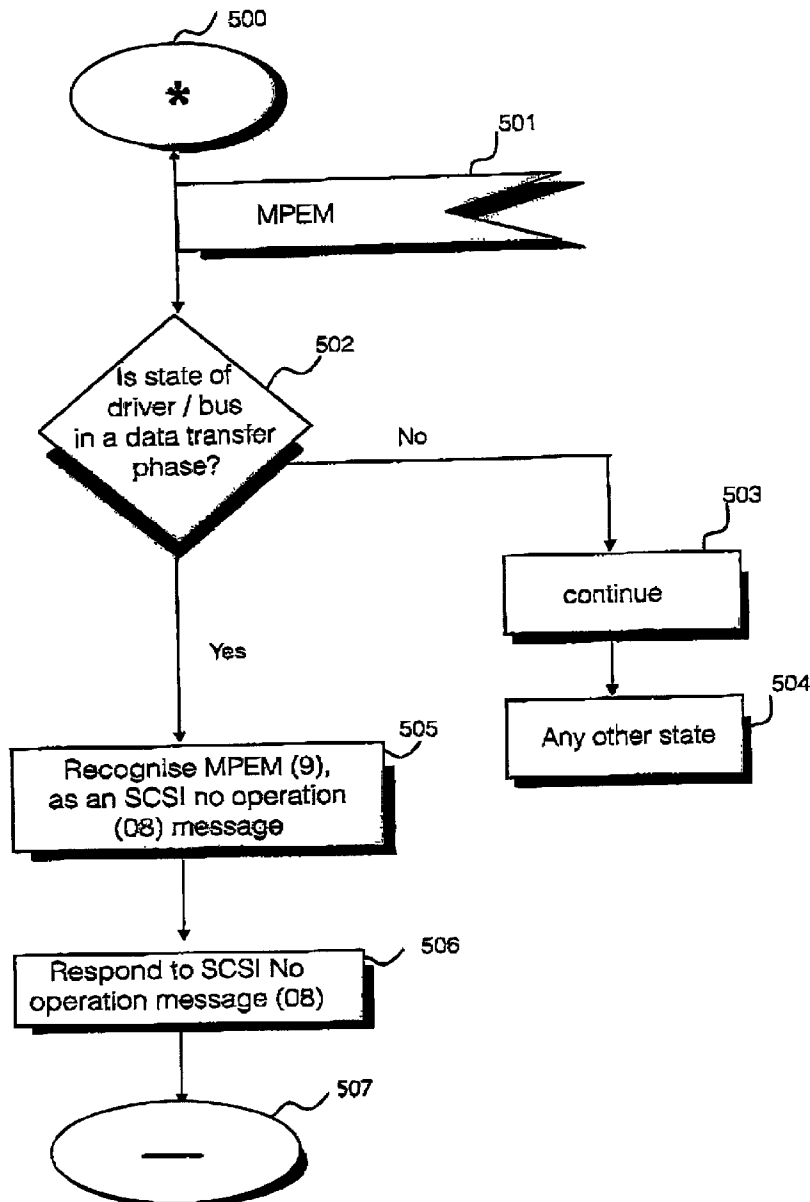 500
*
501
MPEM
502
Is state of
driver / bus
in a data transfer
phase?
No
503
continue
Yes
504
Any other state
505
Recognise MPEM (9),
as an SCSI no operation
(08) message
506
Respond to SCSI No
operation message (08)
507
—